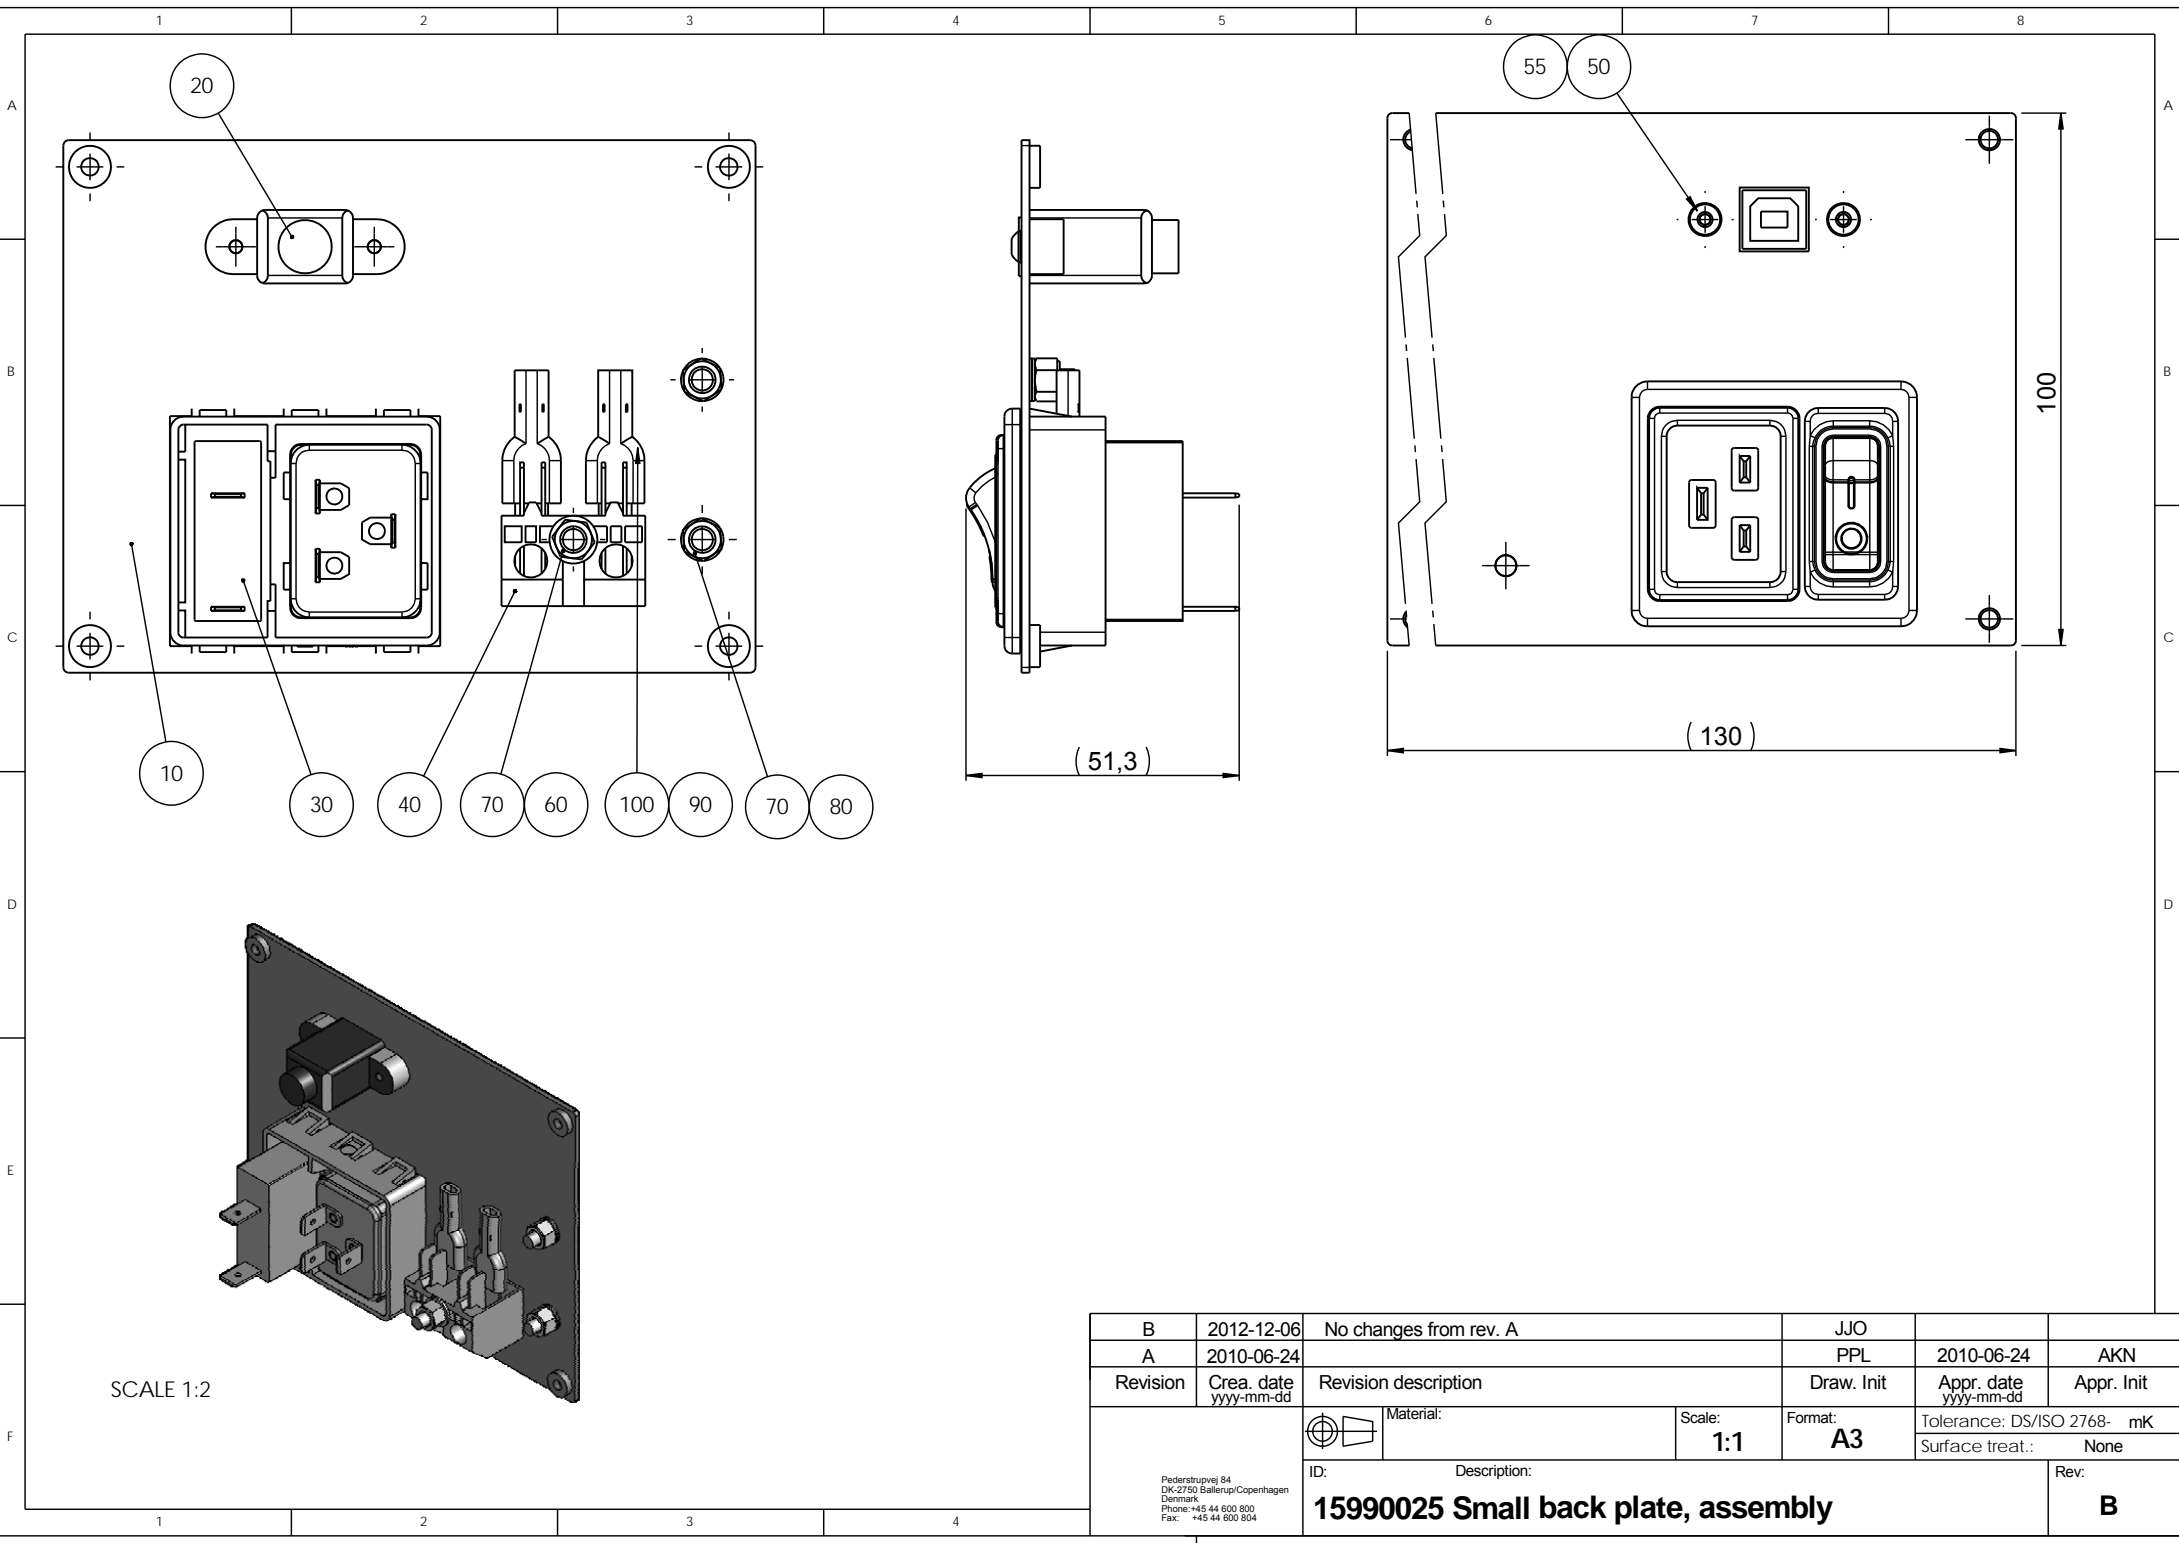 1 2 3 4 5 6 7 8
A A
B B
C C
D D
E
F
20
55 50
100
( 130 )
( 51,3 )
10
30
40
70 60
100 90
70 80
SCALE 1:2
B 2012-12-06 No changes from rev. A JJO
A 2010-06-24 PPL 2010-06-24 AKN
Revision Crea. date Revision description Draw. Init Appr. date Appr. Init
yyyy-mm-dd yyyy-mm-dd
Material: Scale: Format: Tolerance: DS/ISO 2768- mK
1:1 A3 Surface treat.: None
ID: Description: Rev:
15990025 Small back plate, assembly B
Pederstrupvej 84
DK-2750 Ballerup/Copenhagen
Denmark
Phone:+45 44 600 800
Fax: +45 44 600 804
1 2 3 4